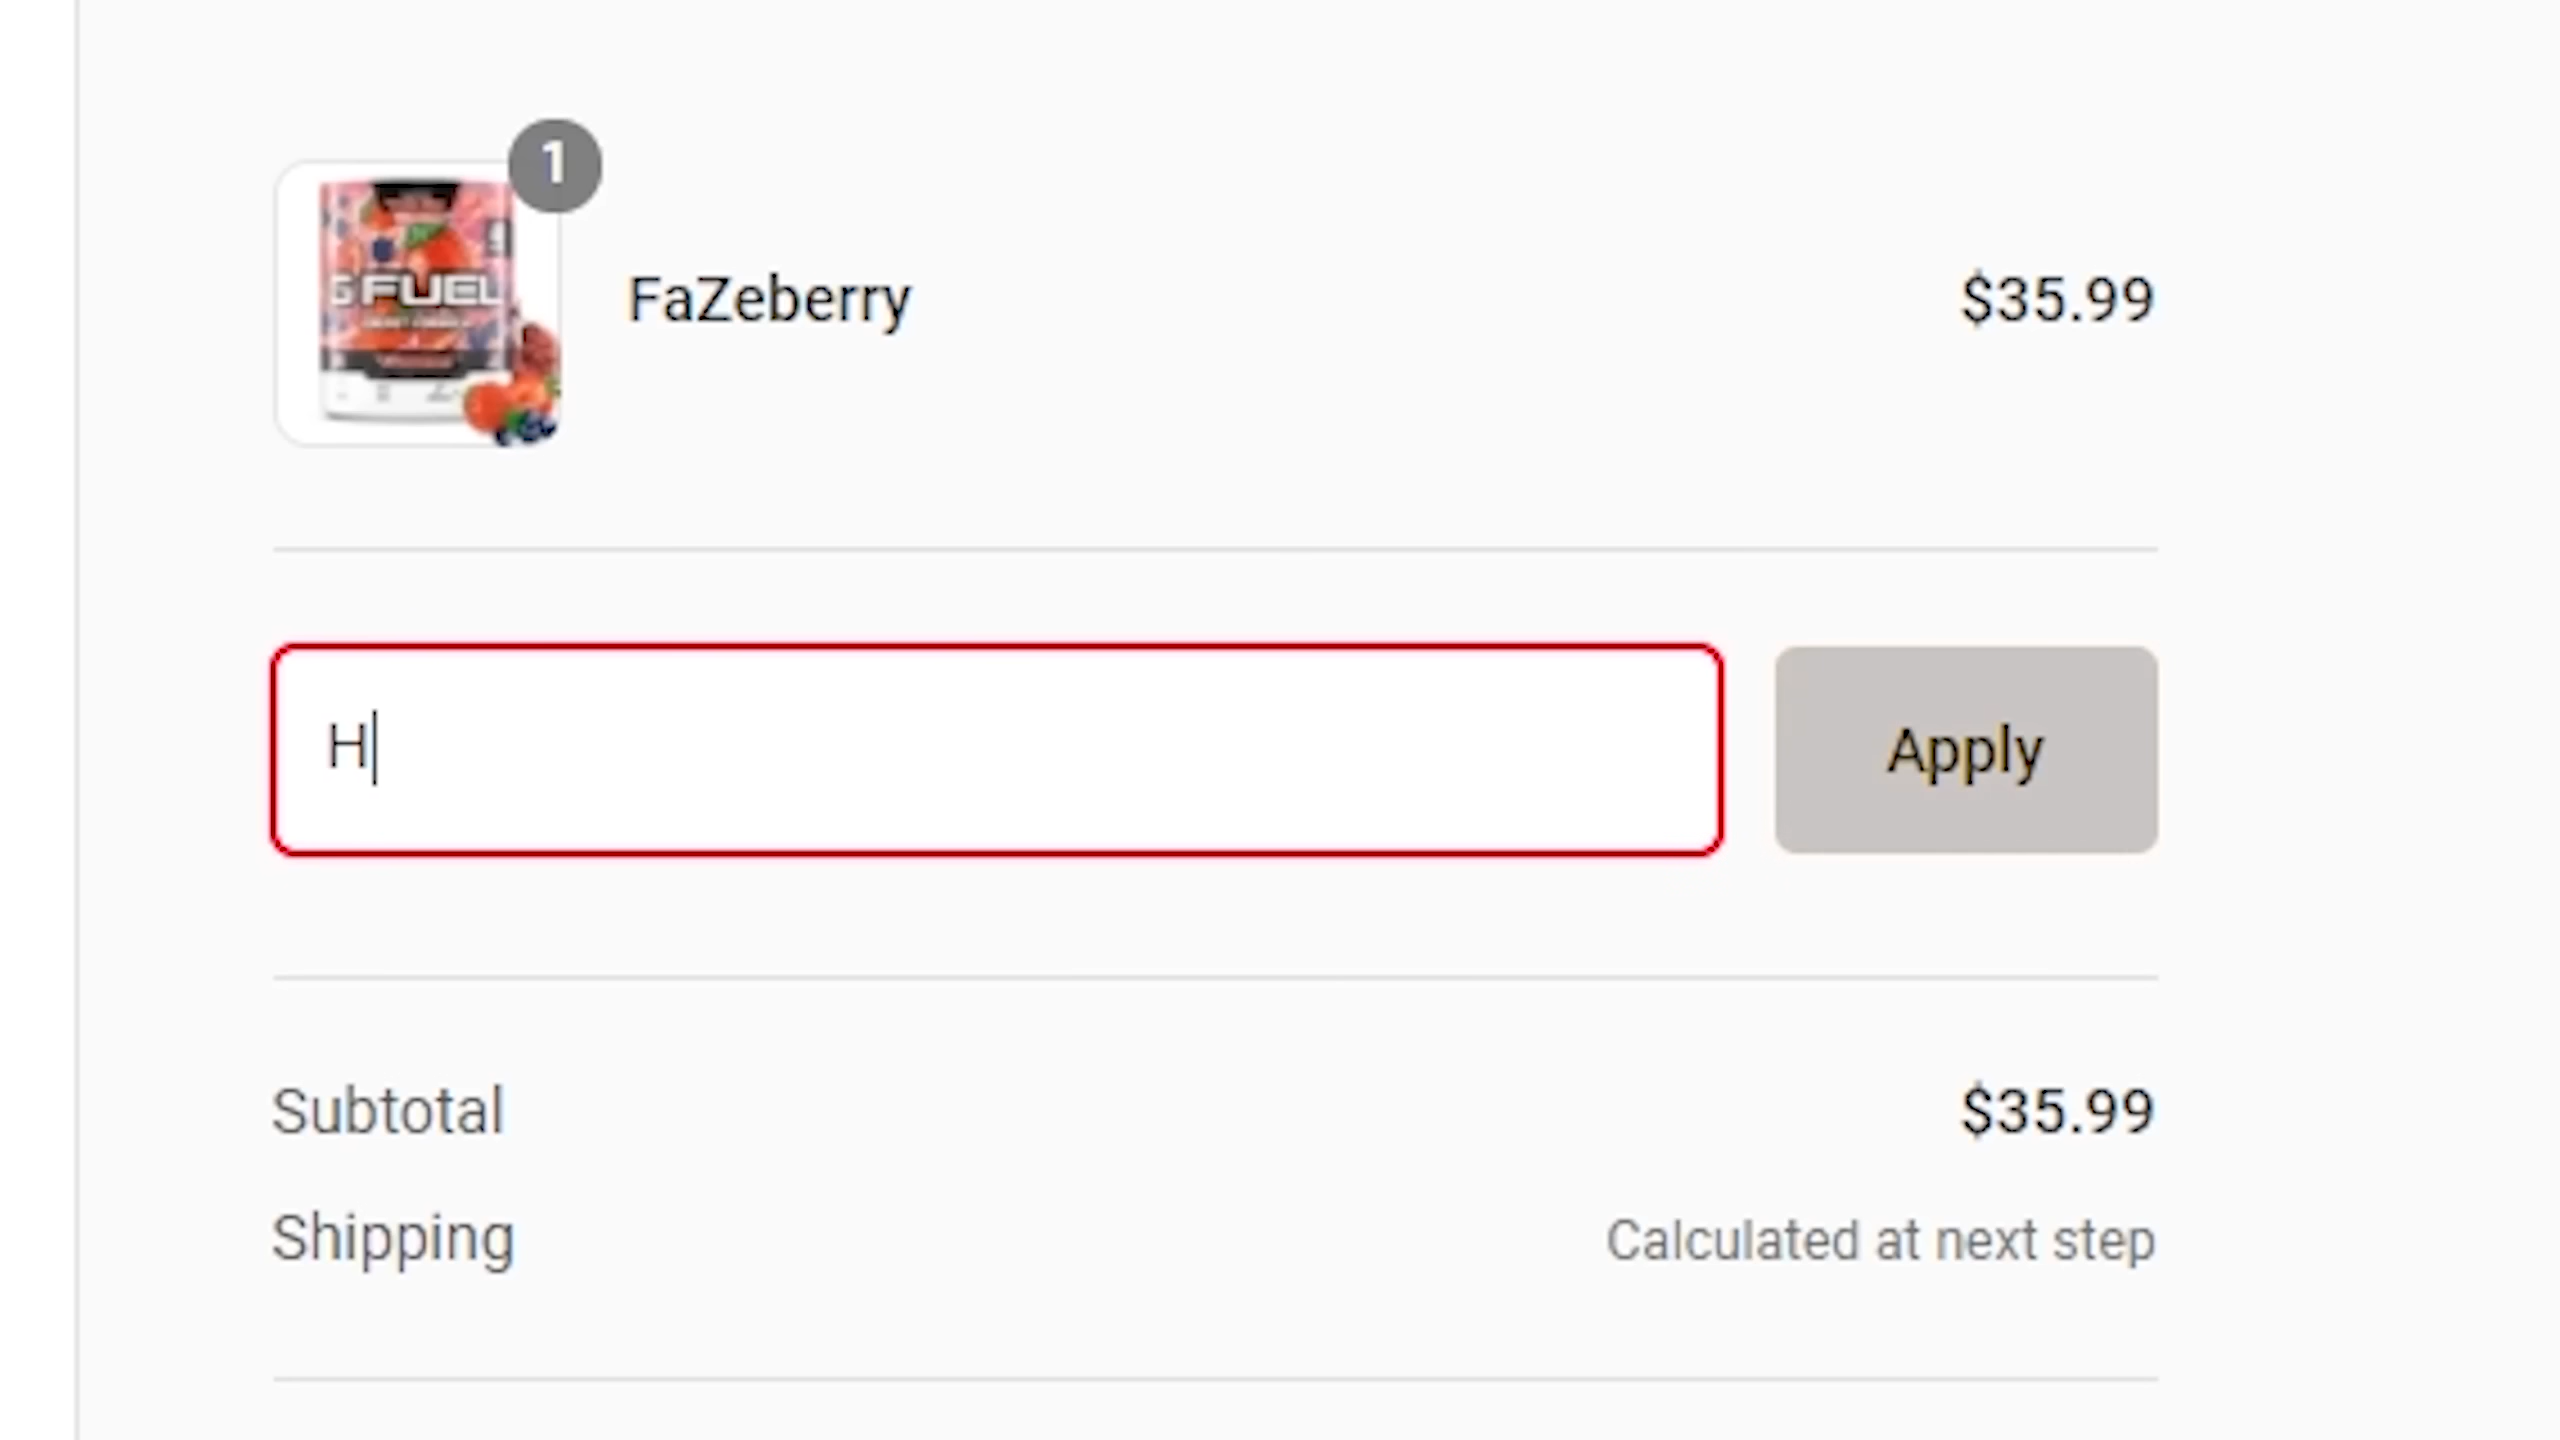 1
G FUEL
FaZeberry
$35.99
H
Apply
Subtotal
$35.99
Shipping
Calculated at next step